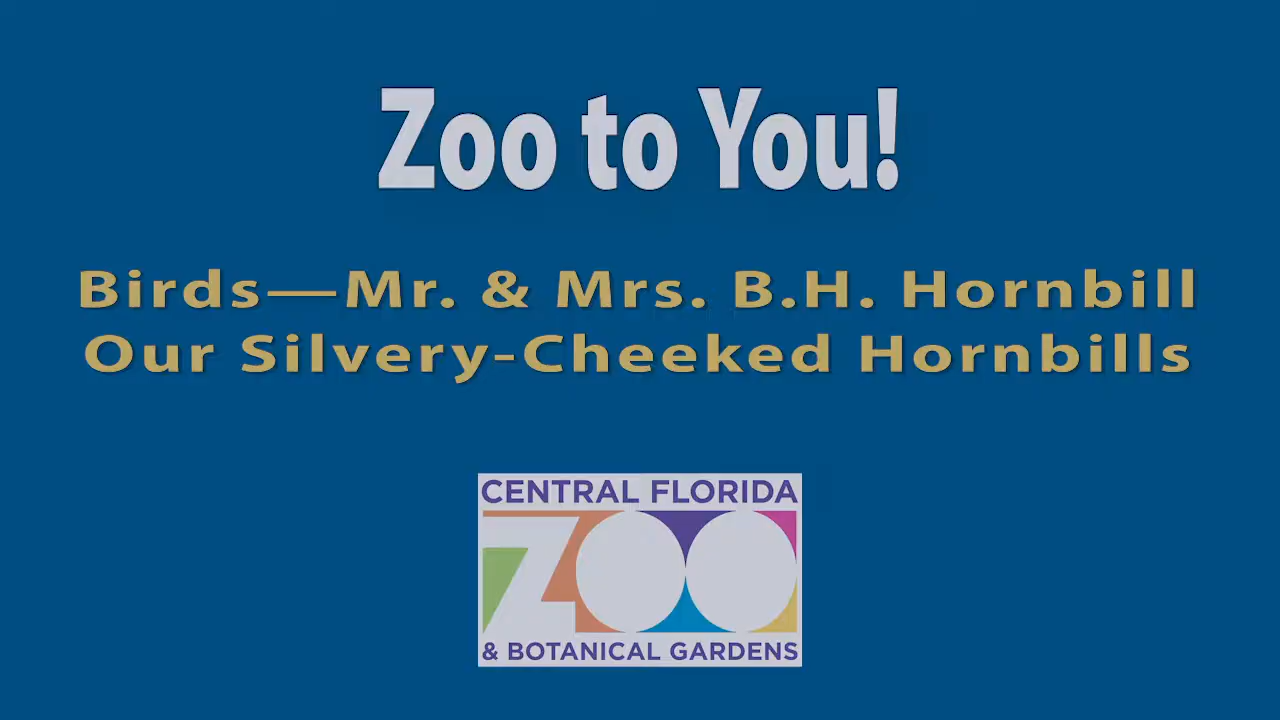 Zoo to You!
Birds—Mr. & Mrs. B.H. Hornbill
Our Silvery-Cheeked Hornbills
CENTRAL FLORIDA
ZOO
& BOTANICAL GARDENS